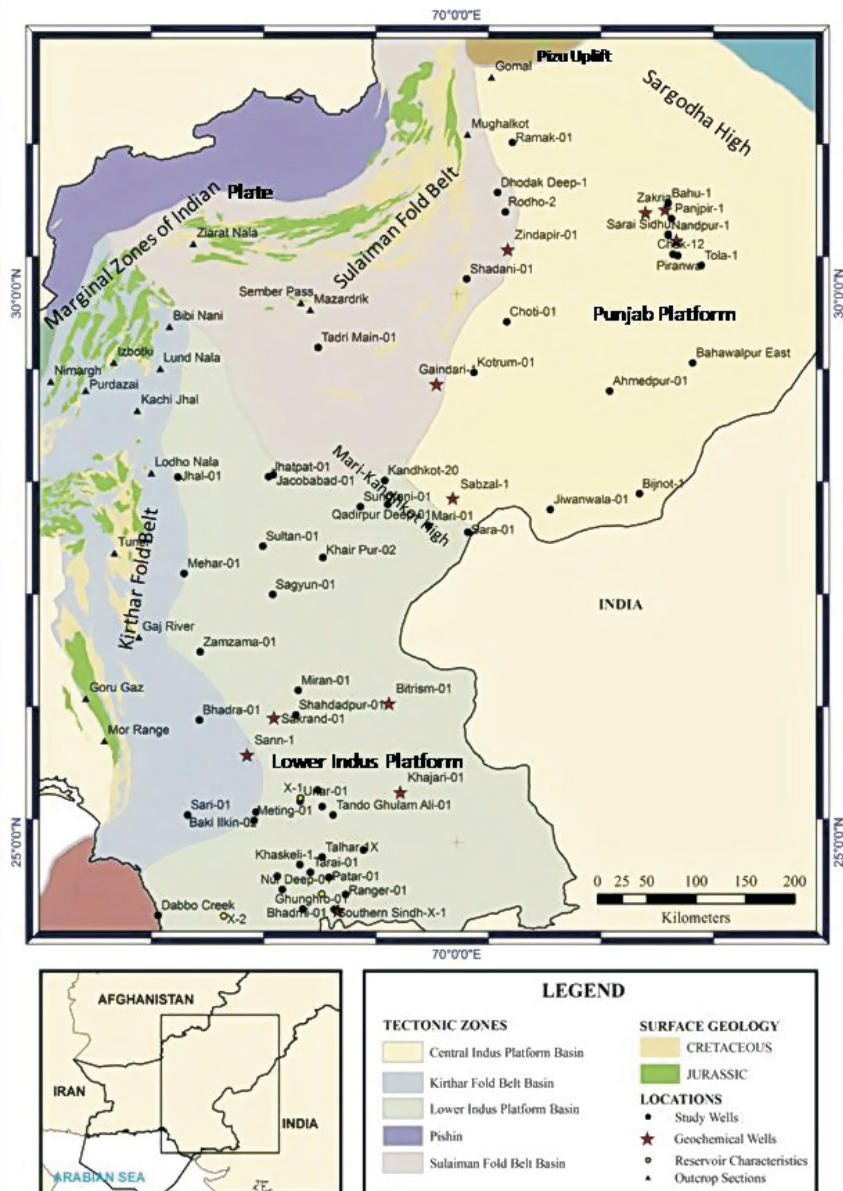 70°0'0"E
Pizu Uplift
Gomal
Sargodha High
Mughalkot
Ramak-01
Dhodak Deep-1
Rodho-2
Zakria
Bahu-1
Panjpir-1
Sarai Sidhu
Nandpur-1
Marginal Zones of Indian
Plate
Sulaiman Fold Belt
Ziarat Nala
Zindapir-01
Tola-1
Piranwal
Shadani-01
30°0'0"N
30°0'0"N
Sember Pass
Mazardrik
Bibi Nani
Choti-01
Punjab Platform
Tadri Main-01
Izbotki
Lund Nala
Nimargh
Purdazai
Gaindari-
Kotrum-01
Bahawalpur East
Ahmedpur-01
Kachi Jhal
Mari-Kandhkot High
Lodho Nala
Jhal-01
Jhatpat-01
Jacobabad-01
Kandhkot-20
Sabzal-1
Bijnot-1
Jiwanwala-01
Qadirpur Deep-01
Mari-01
Sara-01
Kirthar Fold Belt
Sultan-01
Khair Pur-02
Mehar-01
Sagyun-01
INDIA
Gaj River
Zamzama-01
Miran-01
Goru Gaz
Bitrism-01
Shahdadpur-01
Bhadra-01
Sakrand-01
Mor Range
Sann-1
Lower Indus Platform
Khajari-01
X-1
Unar-01
Sari-01
Meting-01
Tando Ghulam Ali-01
Baki Ilkin-02
25°0'0"N
25°0'0"N
Talhar-1X
Khaskeli-1
Tarai-01
Nur Deep-01
Patar-01
Ranger-01
Ghunghro-01
Dabbo Creek
X-2
Bhadmi-01
Southern Sindh-X-1
0 25 50 100 150 200
Kilometers
70°0'0"E
AFGHANISTAN
IRAN
INDIA
ARABIAN SEA
LEGEND
TECTONIC ZONES
Central Indus Platform Basin
Kirthar Fold Belt Basin
Lower Indus Platform Basin
Pishin
Sulaiman Fold Belt Basin
SURFACE GEOLOGY
CRETACEOUS
JURASSIC
LOCATIONS
Study Wells
Geochemical Wells
Reservoir Characteristics
Outcrop Sections